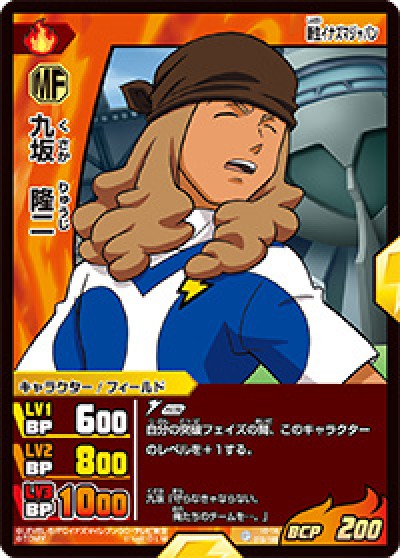 新生イナズマジャパン
MF
九坂 隆二
くさか りゅうじ
キャラクター / フィールド
LV1
BP 600
LV2
BP 800
LV3
BP 1000
自分の突破フェイズの間、このキャラクター
のレベルを+1する。
九坂「守らなきゃならない。
俺たちのチームを…。」
BCP 200